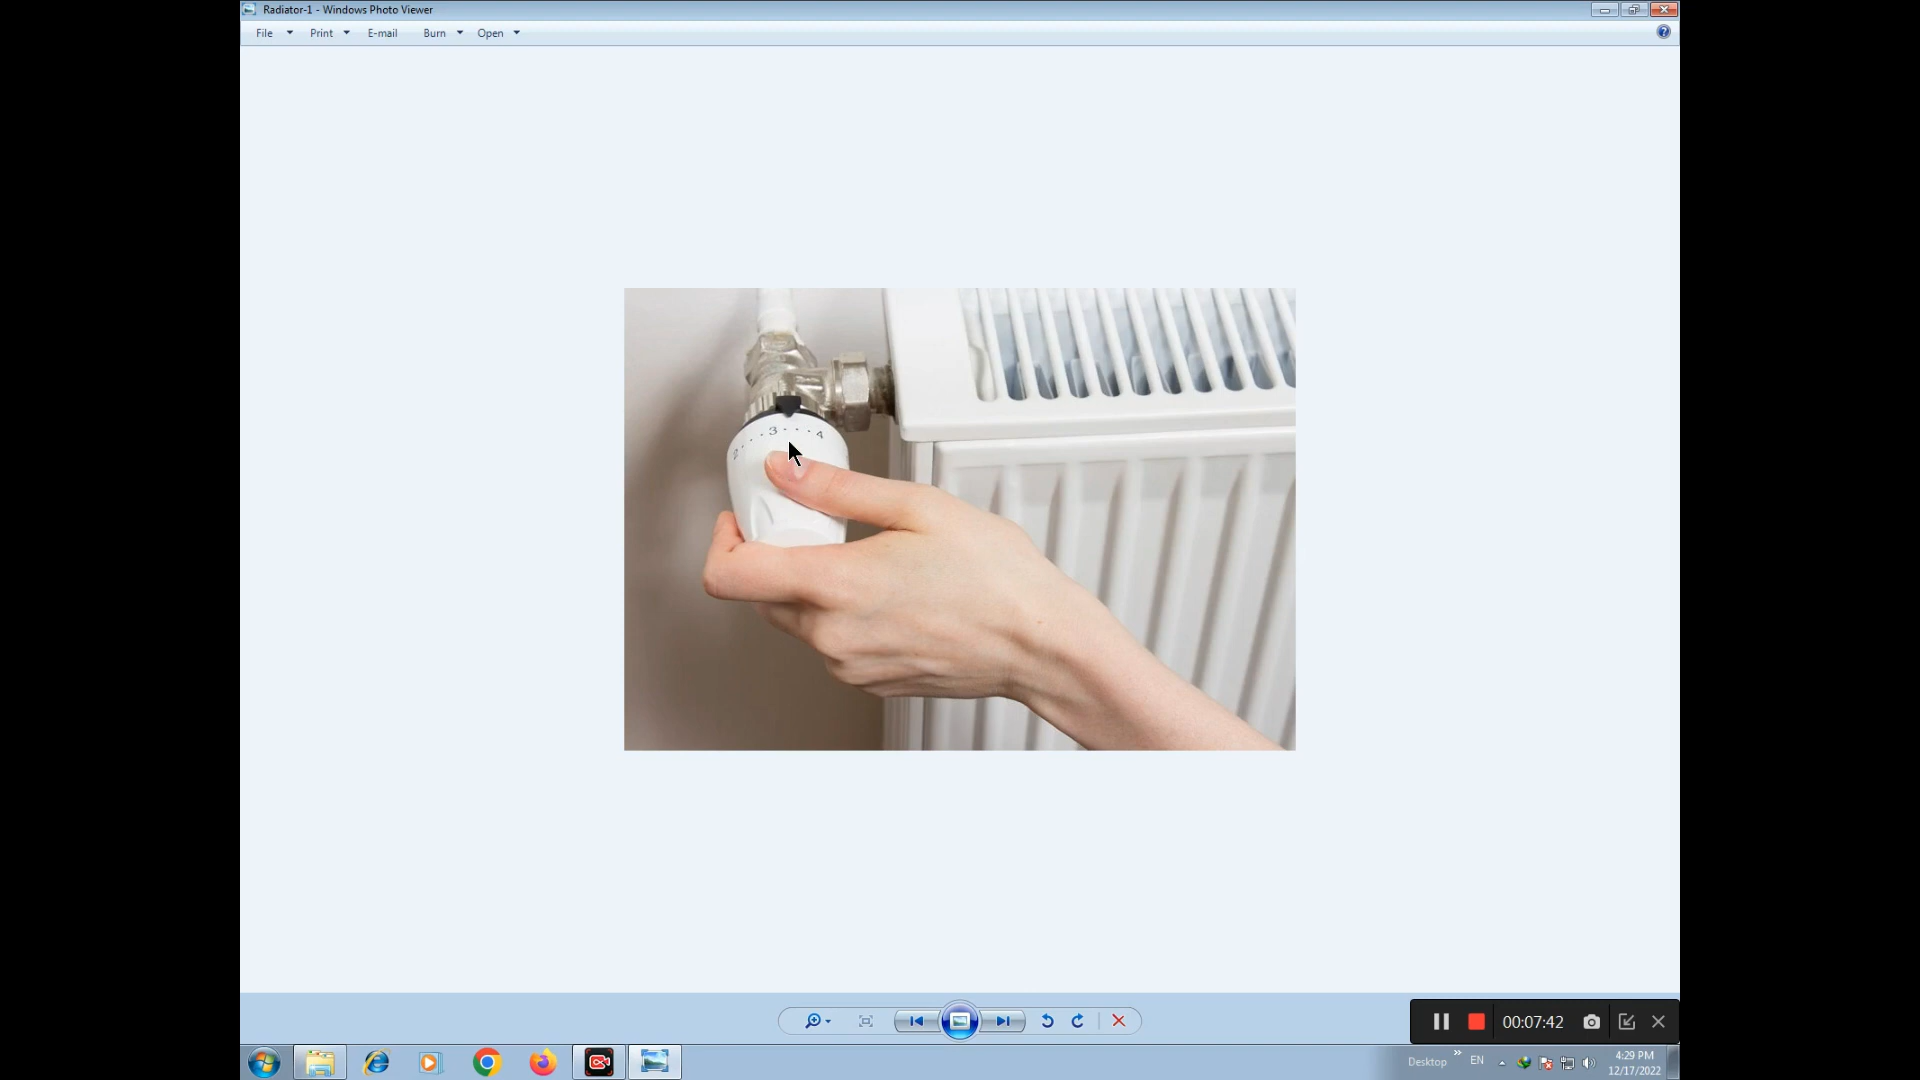 Radiator-1 - Windows Photo Viewer
File Print E-mail Burn Open
2 · · · 3 · · · 4
00:07:42
Desktop » EN
4:29 PM
12/17/2022